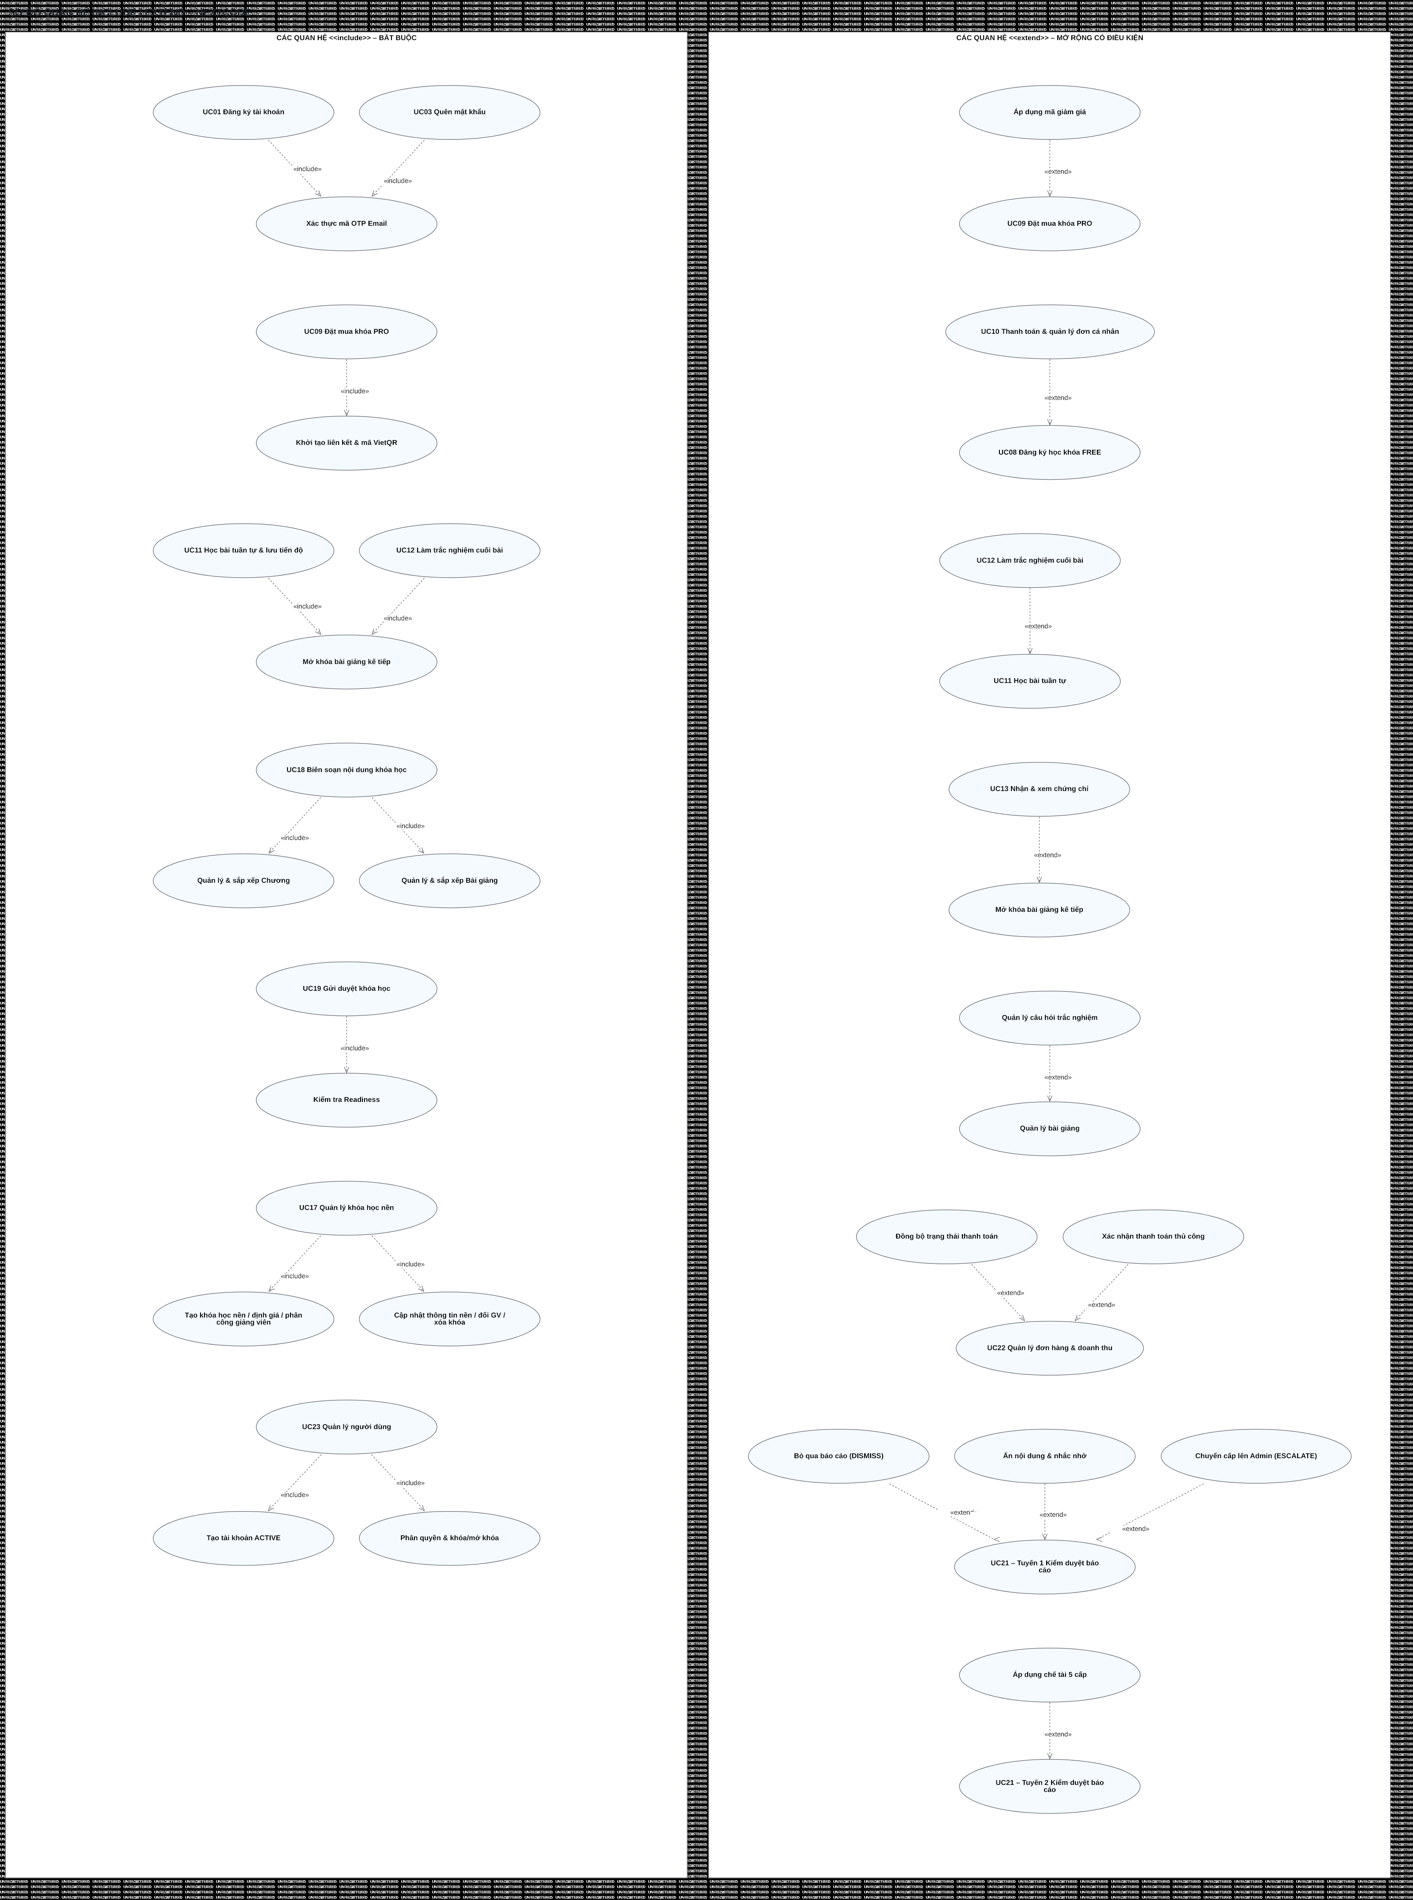 CÁC QUAN HỆ <<include>> – BẮT BUỘC
UC01 Đăng ký tài khoản
UC03 Quên mật khẩu
«include»
«include»
Xác thực mã OTP Email
UC09 Đặt mua khóa PRO
«include»
Khởi tạo liên kết & mã VietQR
UC11 Học bài tuần tự & lưu tiến độ
UC12 Làm trắc nghiệm cuối bài
«include»
«include»
Mở khóa bài giảng kế tiếp
UC18 Biên soạn nội dung khóa học
«include»
«include»
Quản lý & sắp xếp Chương
Quản lý & sắp xếp Bài giảng
UC19 Gửi duyệt khóa học
«include»
Kiểm tra Readiness
UC17 Quản lý khóa học nền
«include»
«include»
Tạo khóa học nền / định giá / phân
công giảng viên
Cập nhật thông tin nền / đổi GV /
xóa khóa
UC23 Quản lý người dùng
«include»
«include»
Tạo tài khoản ACTIVE
Phân quyền & khóa/mở khóa
CÁC QUAN HỆ <<extend>> – MỞ RỘNG CÓ ĐIỀU KIỆN
Áp dụng mã giảm giá
«extend»
UC09 Đặt mua khóa PRO
UC10 Thanh toán & quản lý đơn cá nhân
«extend»
UC08 Đăng ký học khóa FREE
UC12 Làm trắc nghiệm cuối bài
«extend»
UC11 Học bài tuần tự
UC13 Nhận & xem chứng chỉ
«extend»
Mở khóa bài giảng kế tiếp
Quản lý câu hỏi trắc nghiệm
«extend»
Quản lý bài giảng
Đồng bộ trạng thái thanh toán
Xác nhận thanh toán thủ công
«extend»
«extend»
UC22 Quản lý đơn hàng & doanh thu
Bỏ qua báo cáo (DISMISS)
Ẩn nội dung & nhắc nhở
Chuyển cấp lên Admin (ESCALATE)
«extend»
«extend»
UC21 – Tuyến 1 Kiểm duyệt báo
cáo
Áp dụng chế tài 5 cấp
«extend»
UC21 – Tuyến 2 Kiểm duyệt báo
cáo